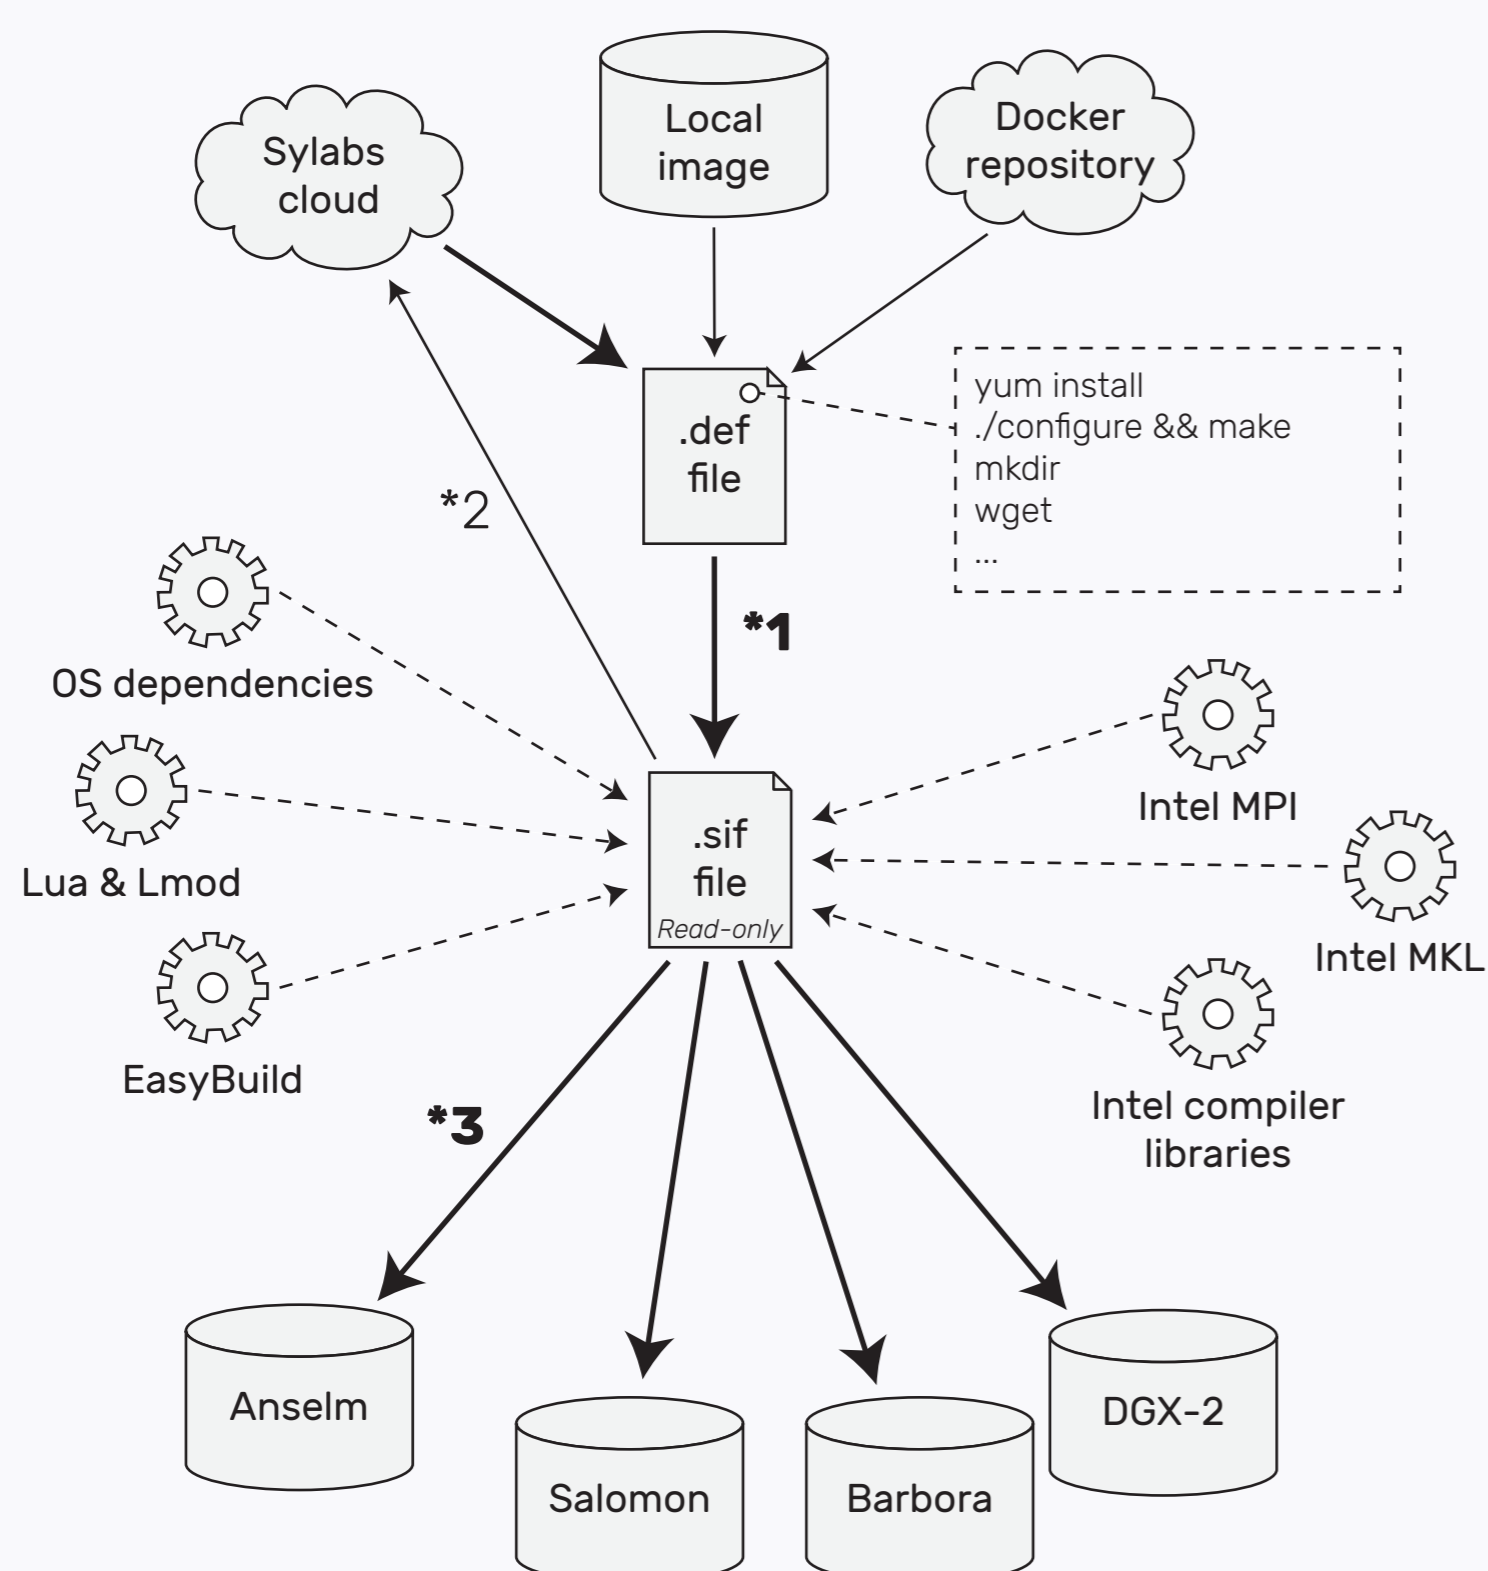 Sylabs
cloud
Local
image
Docker
repository
.def
file
yum install
./configure && make
mkdir
wget
...
*2
*1
OS dependencies
Lua & Lmod
EasyBuild
.sif
file
Read-only
Intel MPI
Intel MKL
Intel compiler
libraries
*3
Anselm
Salomon
Barbora
DGX-2